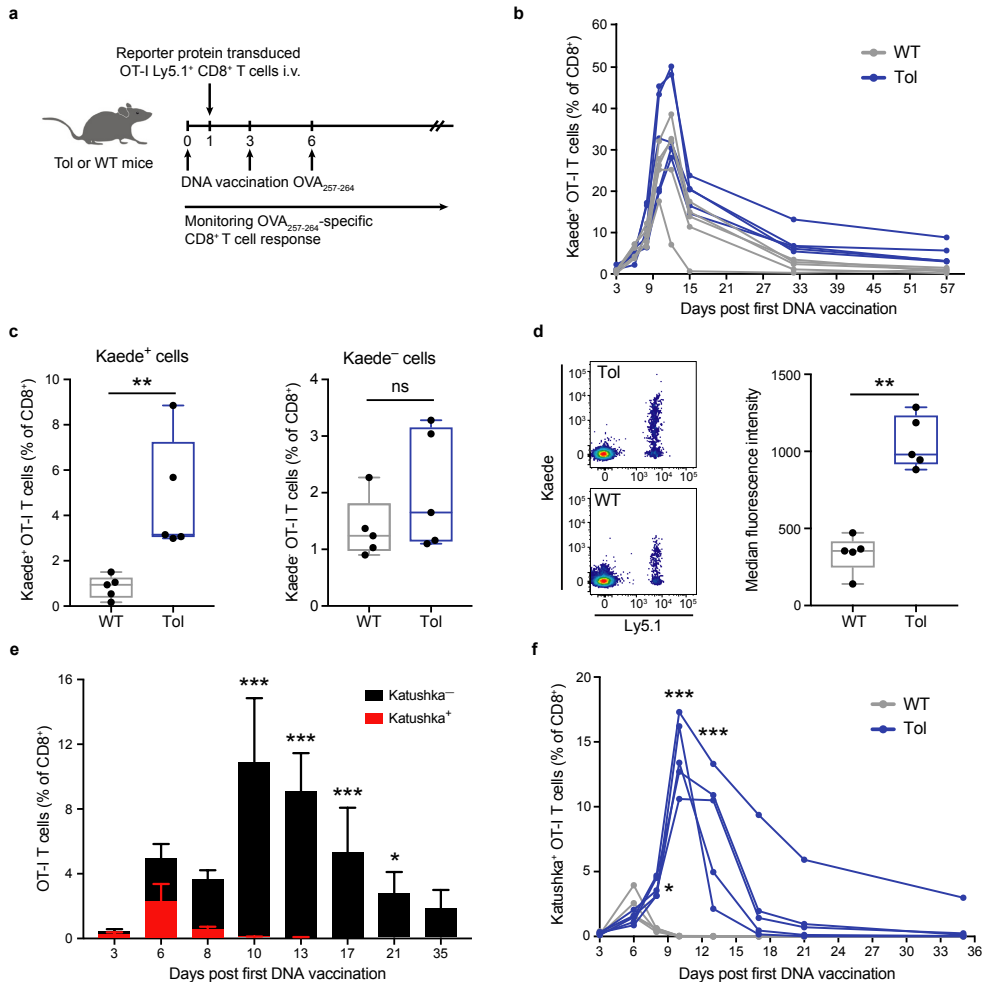 a
Reporter protein transduced
OT-I Ly5.1⁺ CD8⁺ T cells i.v.
0 1 3 6
Tol or WT mice
DNA vaccination OVA₂₅₇₋₂₆₄
Monitoring OVA₂₅₇₋₂₆₄-specific
CD8⁺ T cell response
b
Kaede⁺ OT-I T cells (% of CD8⁺)
60
50
40
30
20
10
0
3 9 15 21 27 33 39 45 51 57
Days post first DNA vaccination
WT
Tol
c
Kaede⁺ cells
**
Kaede⁺ OT-I T cells (% of CD8⁺)
10
8
6
4
2
0
WT Tol
Kaede⁻ cells
ns
Kaede⁻ OT-I T cells (% of CD8⁺)
4
3
2
1
0
WT Tol
d
Kaede
Tol
10⁵
10³
0
0 10³ 10⁴ 10⁵
WT
10⁵
10³
0
0 10³ 10⁴ 10⁵
Ly5.1
Median fluorescence intensity
**
1500
1000
500
0
WT Tol
e
OT-I T cells (% of CD8⁺)
16
12
8
4
0
*** *** *** *
Katushka⁻
Katushka⁺
3 6 8 10 13 17 21 35
Days post first DNA vaccination
f
Katushka⁺ OT-I T cells (% of CD8⁺)
20
15
10
5
0
***
***
*
WT
Tol
3 6 9 12 15 18 21 24 27 30 33 36
Days post first DNA vaccination